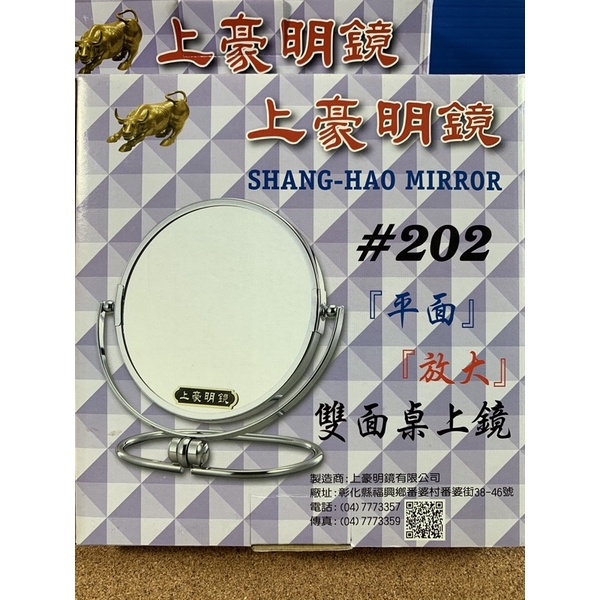 上豪明鏡
上豪明鏡
SHANG-HAO MIRROR
#202
『平面』
『放大』
雙面桌上鏡
上豪明鏡
製造商:上豪明鏡有限公司
廠址:彰化縣福興鄉番婆村番婆街38-46號
電話:(04)7773357
傳真:(04)7773359